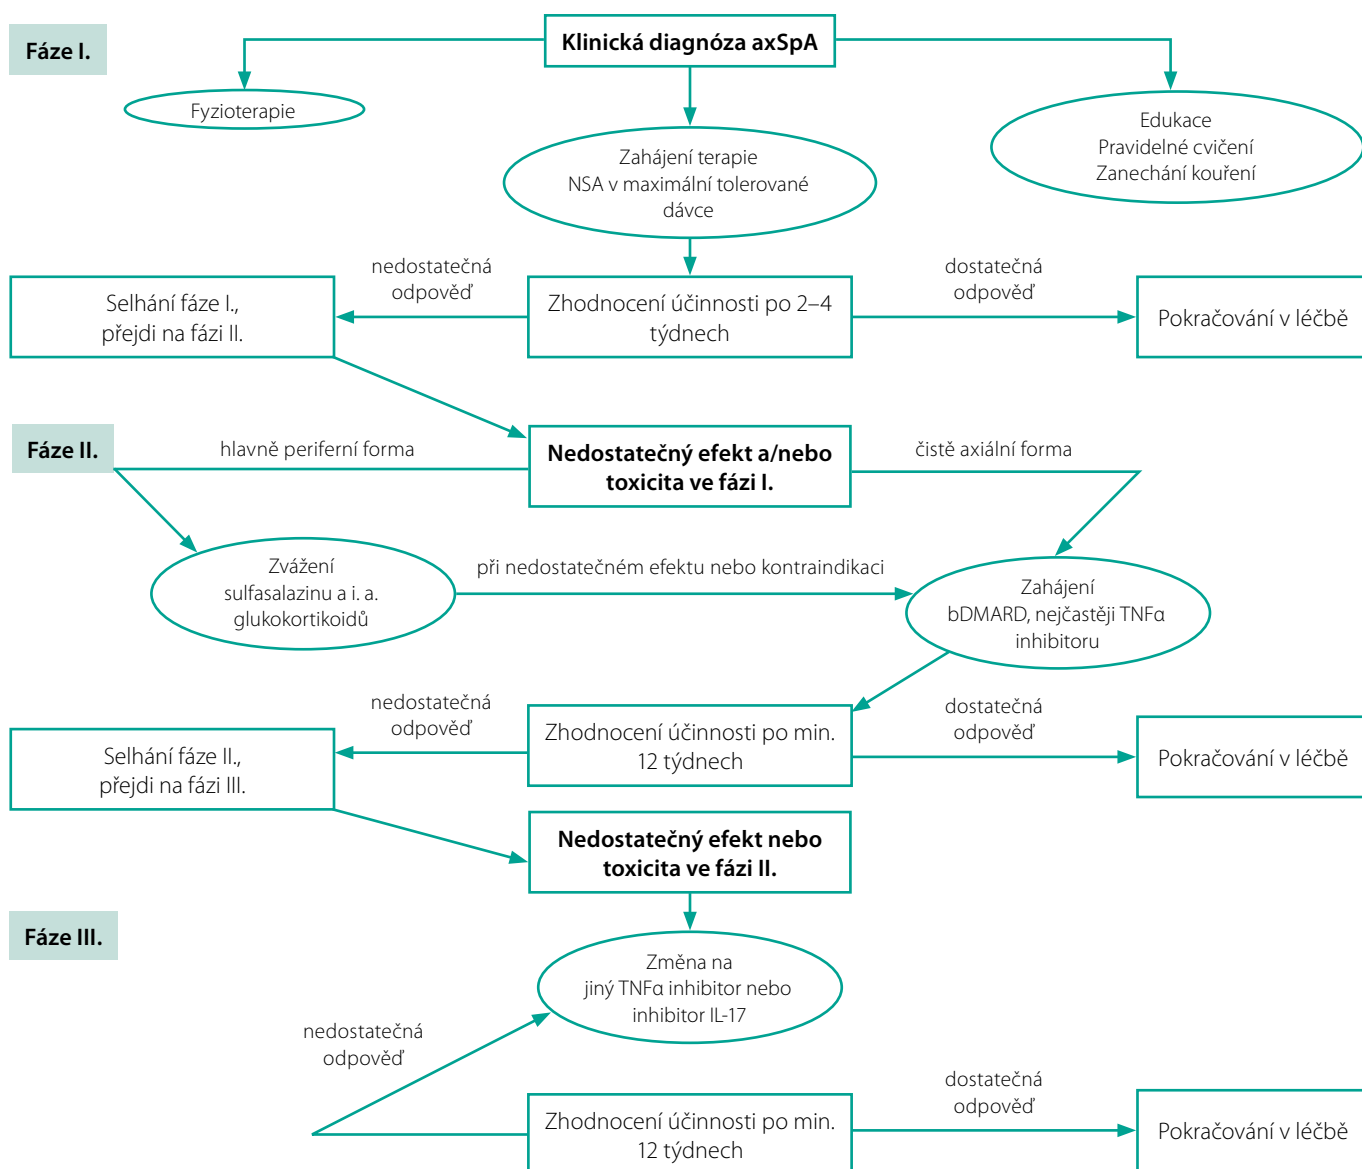 Fáze I.
Klinická diagnóza axSpA
Fyzioterapie
Zahájení terapie
NSA v maximální tolerované
dávce
Edukace
Pravidelné cvičení
Zanechání kouření
nedostatečná
odpověď
dostatečná
odpověď
Selhání fáze I.,
přejdi na fázi II.
Zhodnocení účinnosti po 2–4
týdnech
Pokračování v léčbě
Fáze II.
hlavně periferní forma
Nedostatečný efekt a/nebo
toxicita ve fázi I.
čistě axiální forma
Zvážení
sulfasalazinu a i. a.
glukokortikoidů
při nedostatečném efektu nebo kontraindikaci
Zahájení
bDMARD, nejčastěji TNFα
inhibitoru
nedostatečná
odpověď
dostatečná
odpověď
Selhání fáze II.,
přejdi na fázi III.
Zhodnocení účinnosti po min.
12 týdnech
Pokračování v léčbě
Nedostatečný efekt nebo
toxicita ve fázi II.
Fáze III.
Změna na
jiný TNFα inhibitor nebo
inhibitor IL-17
nedostatečná
odpověď
dostatečná
odpověď
Zhodnocení účinnosti po min.
12 týdnech
Pokračování v léčbě